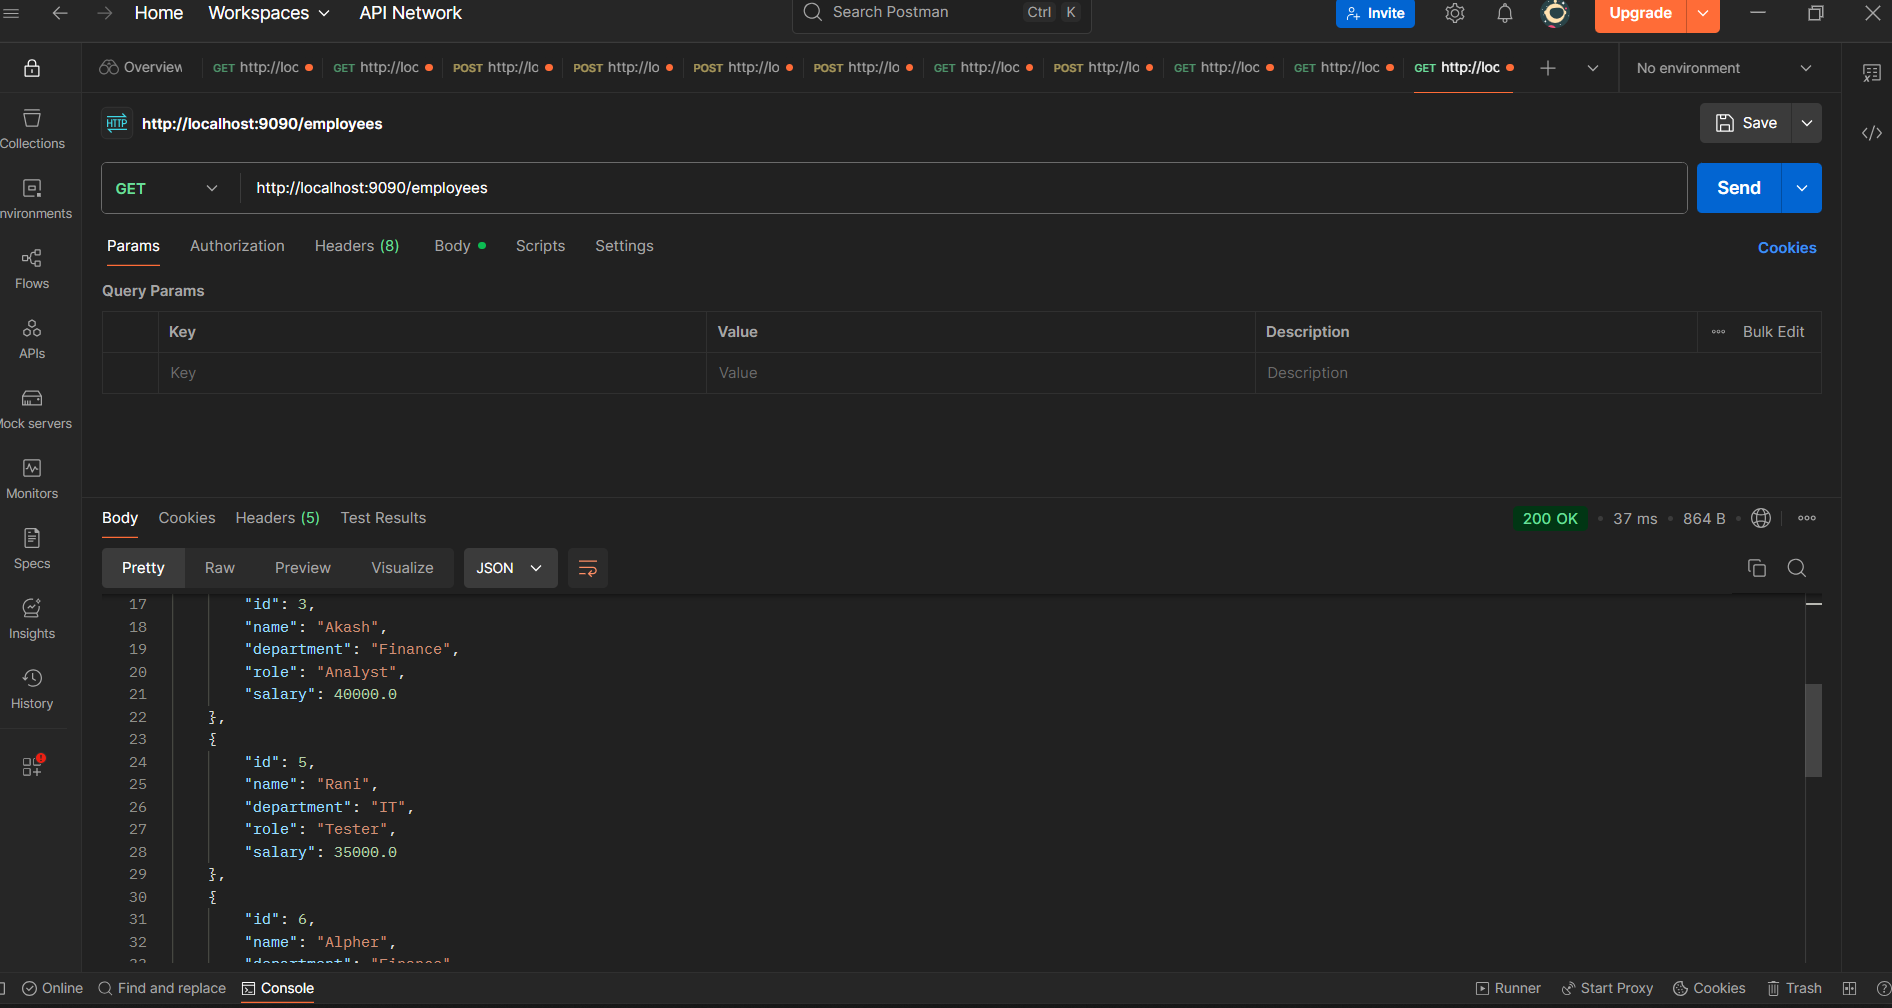 Home Workspaces API Network Search Postman Ctrl K Invite Upgrade
Overview GET http://loc GET http://loc POST http://lo POST http://lo POST http://lo POST http://lo GET http://loc POST http://lo GET http://loc GET http://loc GET http://loc No environment
HTTP http://localhost:9090/employees Save
GET http://localhost:9090/employees Send
Params Authorization Headers (8) Body Scripts Settings Cookies
Query Params
Key Value Description Bulk Edit
Key Value Description
Collections
nvironments
Flows
APIs
Mock servers
Monitors
Specs
Insights
History
Body Cookies Headers (5) Test Results 200 OK 37 ms 864 B
Pretty Raw Preview Visualize JSON
17 "id": 3,
18 "name": "Akash",
19 "department": "Finance",
20 "role": "Analyst",
21 "salary": 40000.0
22 },
23 {
24 "id": 5,
25 "name": "Rani",
26 "department": "IT",
27 "role": "Tester",
28 "salary": 35000.0
29 },
30 {
31 "id": 6,
32 "name": "Alpher",
33 "department": "Finance"
Online Find and replace Console Runner Start Proxy Cookies Trash